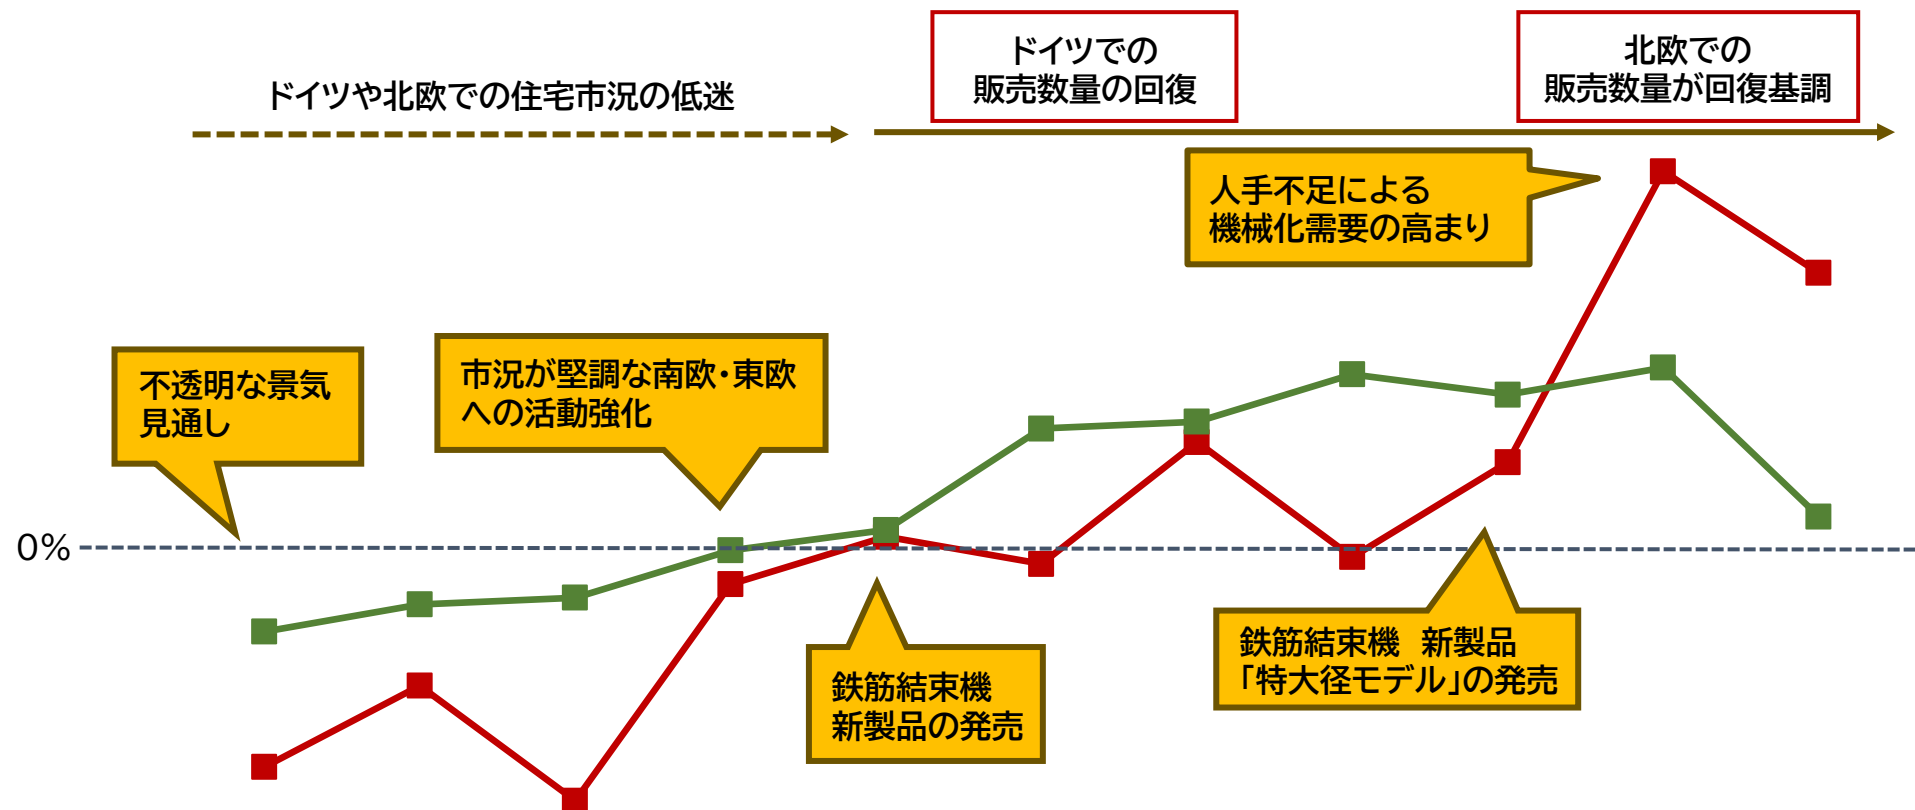 ドイツでの
販売数量の回復
北欧での
販売数量が回復基調
ドイツや北欧での住宅市況の低迷
人手不足による
機械化需要の高まり
不透明な景気
見通し
市況が堅調な南欧・東欧
への活動強化
0%
鉄筋結束機
新製品の発売
鉄筋結束機 新製品
「特大径モデル」の発売